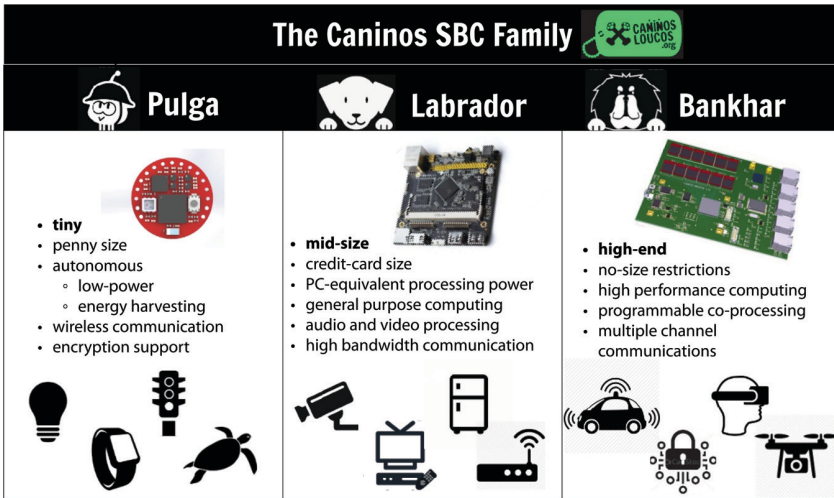 The Caninos SBC Family
CANINOS
LOUCOS
.org
Pulga
Labrador
Bankhar
• tiny
• penny size
• autonomous
◦ low-power
◦ energy harvesting
• wireless communication
• encryption support
• mid-size
• credit-card size
• PC-equivalent processing power
• general purpose computing
• audio and video processing
• high bandwidth communication
• high-end
• no-size restrictions
• high performance computing
• programmable co-processing
• multiple channel
communications